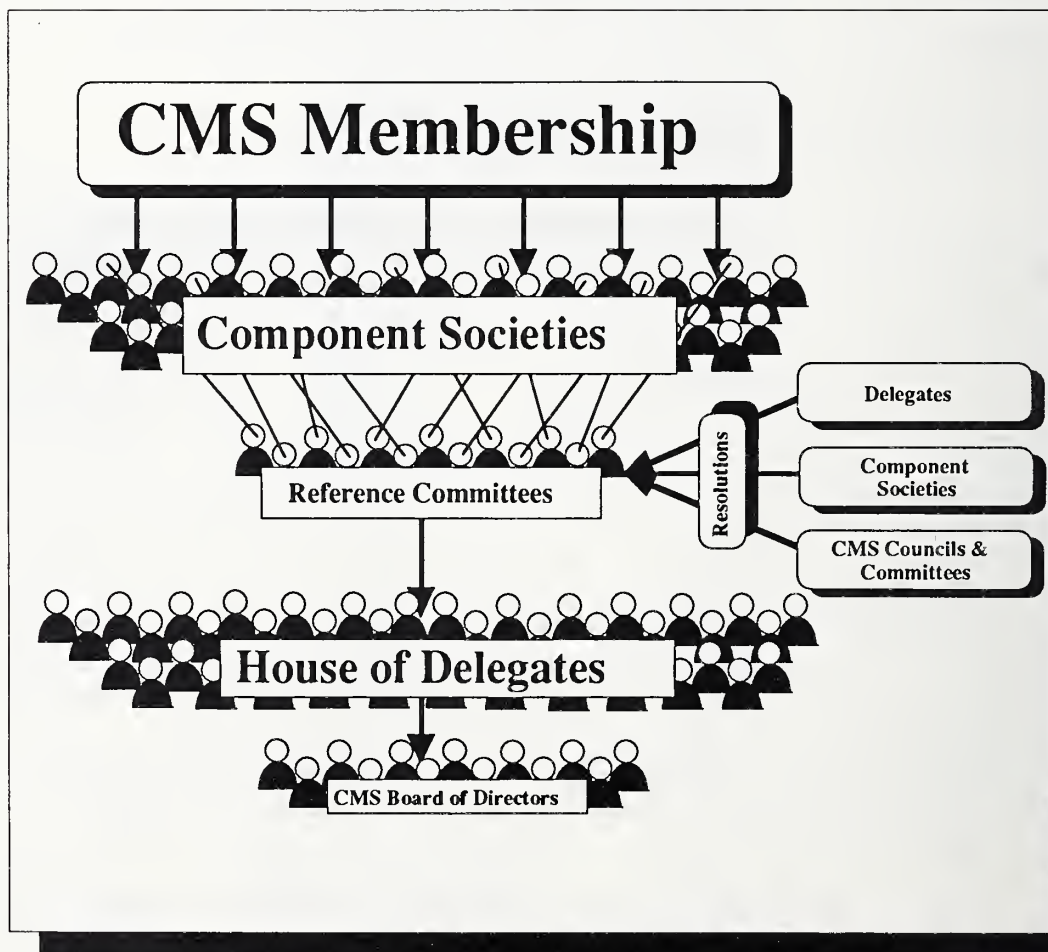 CMS Membership
Component Societies
Reference Committees
Resolutions
Delegates
Component
Societies
CMS Councils &
Committees
House of Delegates
CMS Board of Directors